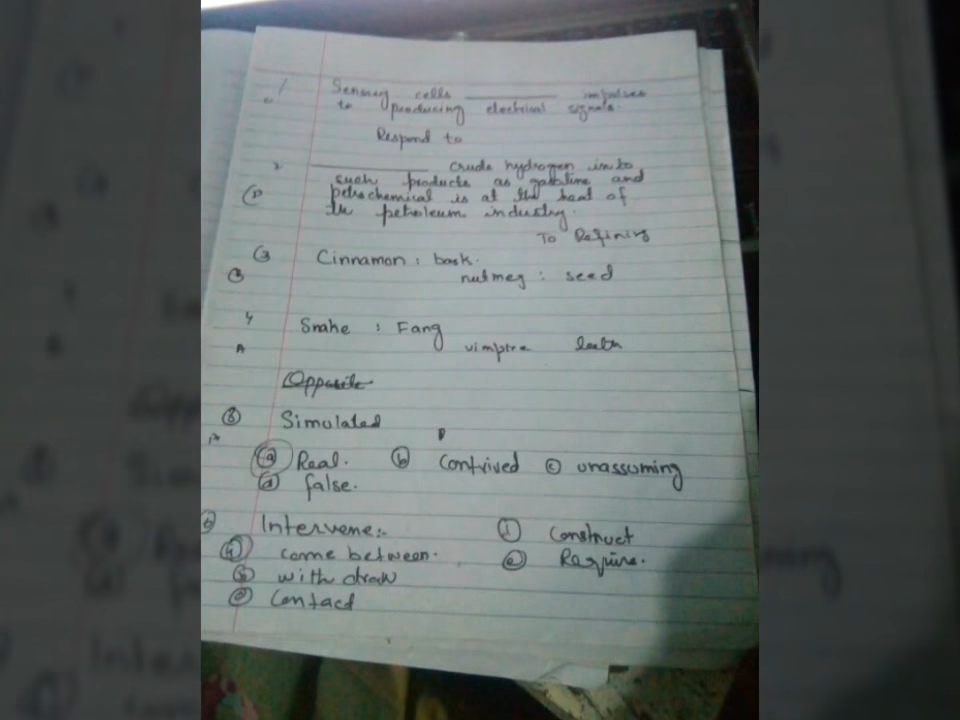 1 Sensory cells ________ impulses
to producing electrical signals.
Respond to
2 ________ crude hydrogen into
such products as gasoline and
petrochemical is at the heart of
the petroleum industry.
To Refining
3 Cinnamon : bark.
nutmeg : seed
4 Snake : Fang
A vimpire teeth
Opposite
5 Simulated
a Real. b Contrived c unassuming
d false.
6 Intervene:. d Construct
a come between. e Require.
b with draw
c Contact